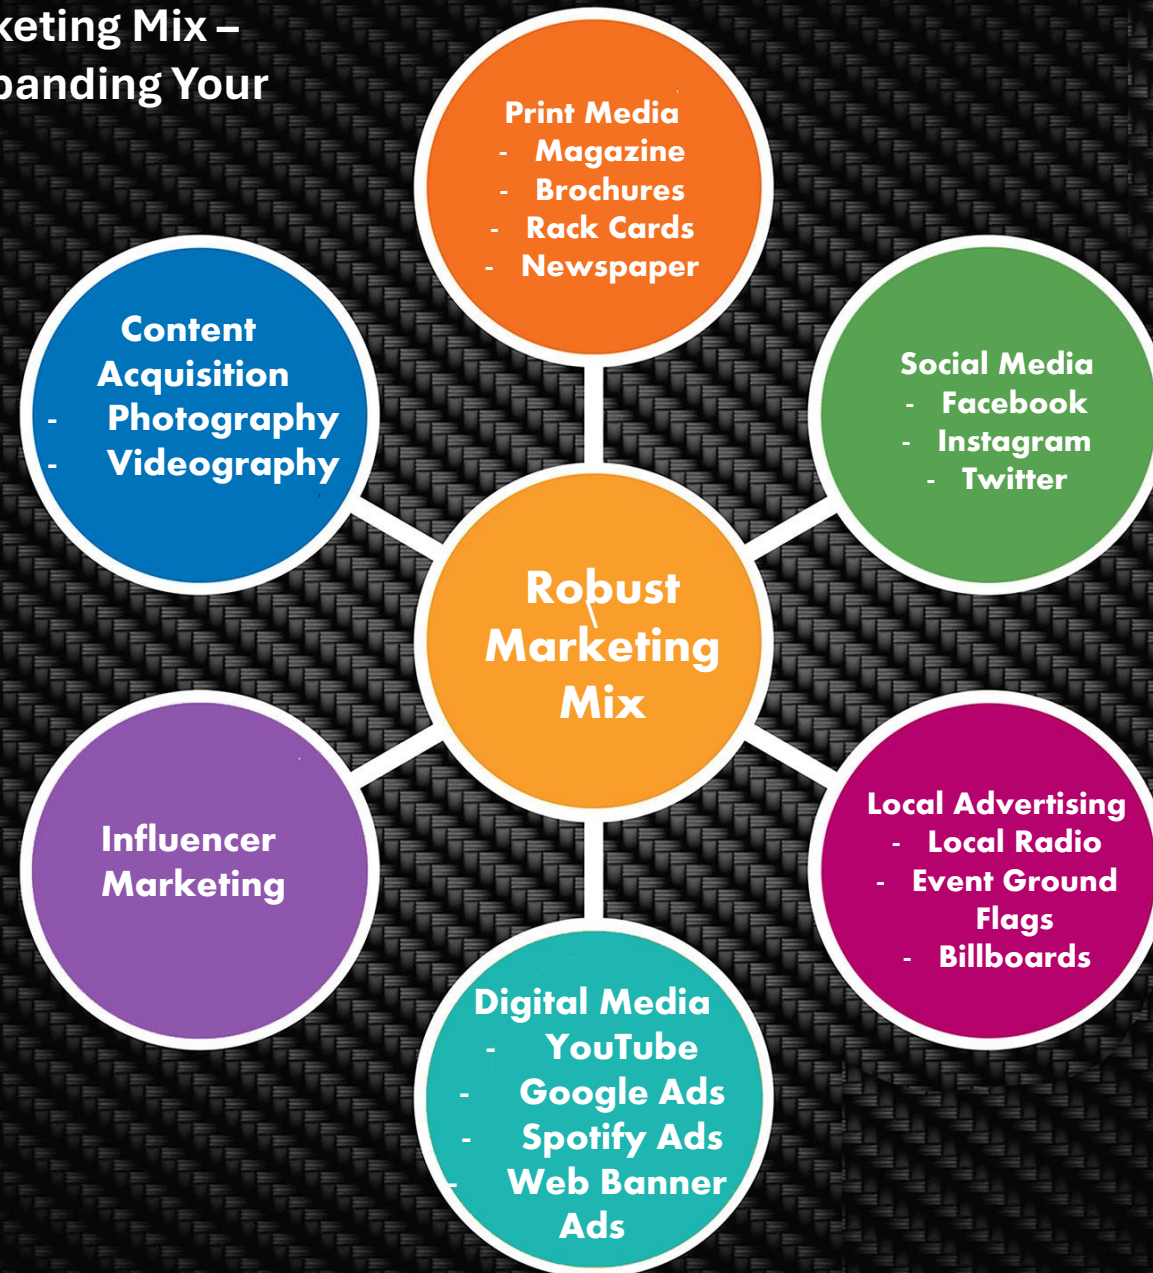 keting Mix –
panding Your
Print Media
- Magazine
- Brochures
- Rack Cards
- Newspaper
Content
Acquisition
- Photography
- Videography
Social Media
- Facebook
- Instagram
- Twitter
Robust
\
Marketing
Mix
Influencer
Marketing
Local Advertising
- Local Radio
- Event Ground
Flags
- Billboards
Digital Media
- YouTube
- Google Ads
- Spotify Ads
- Web Banner
Ads